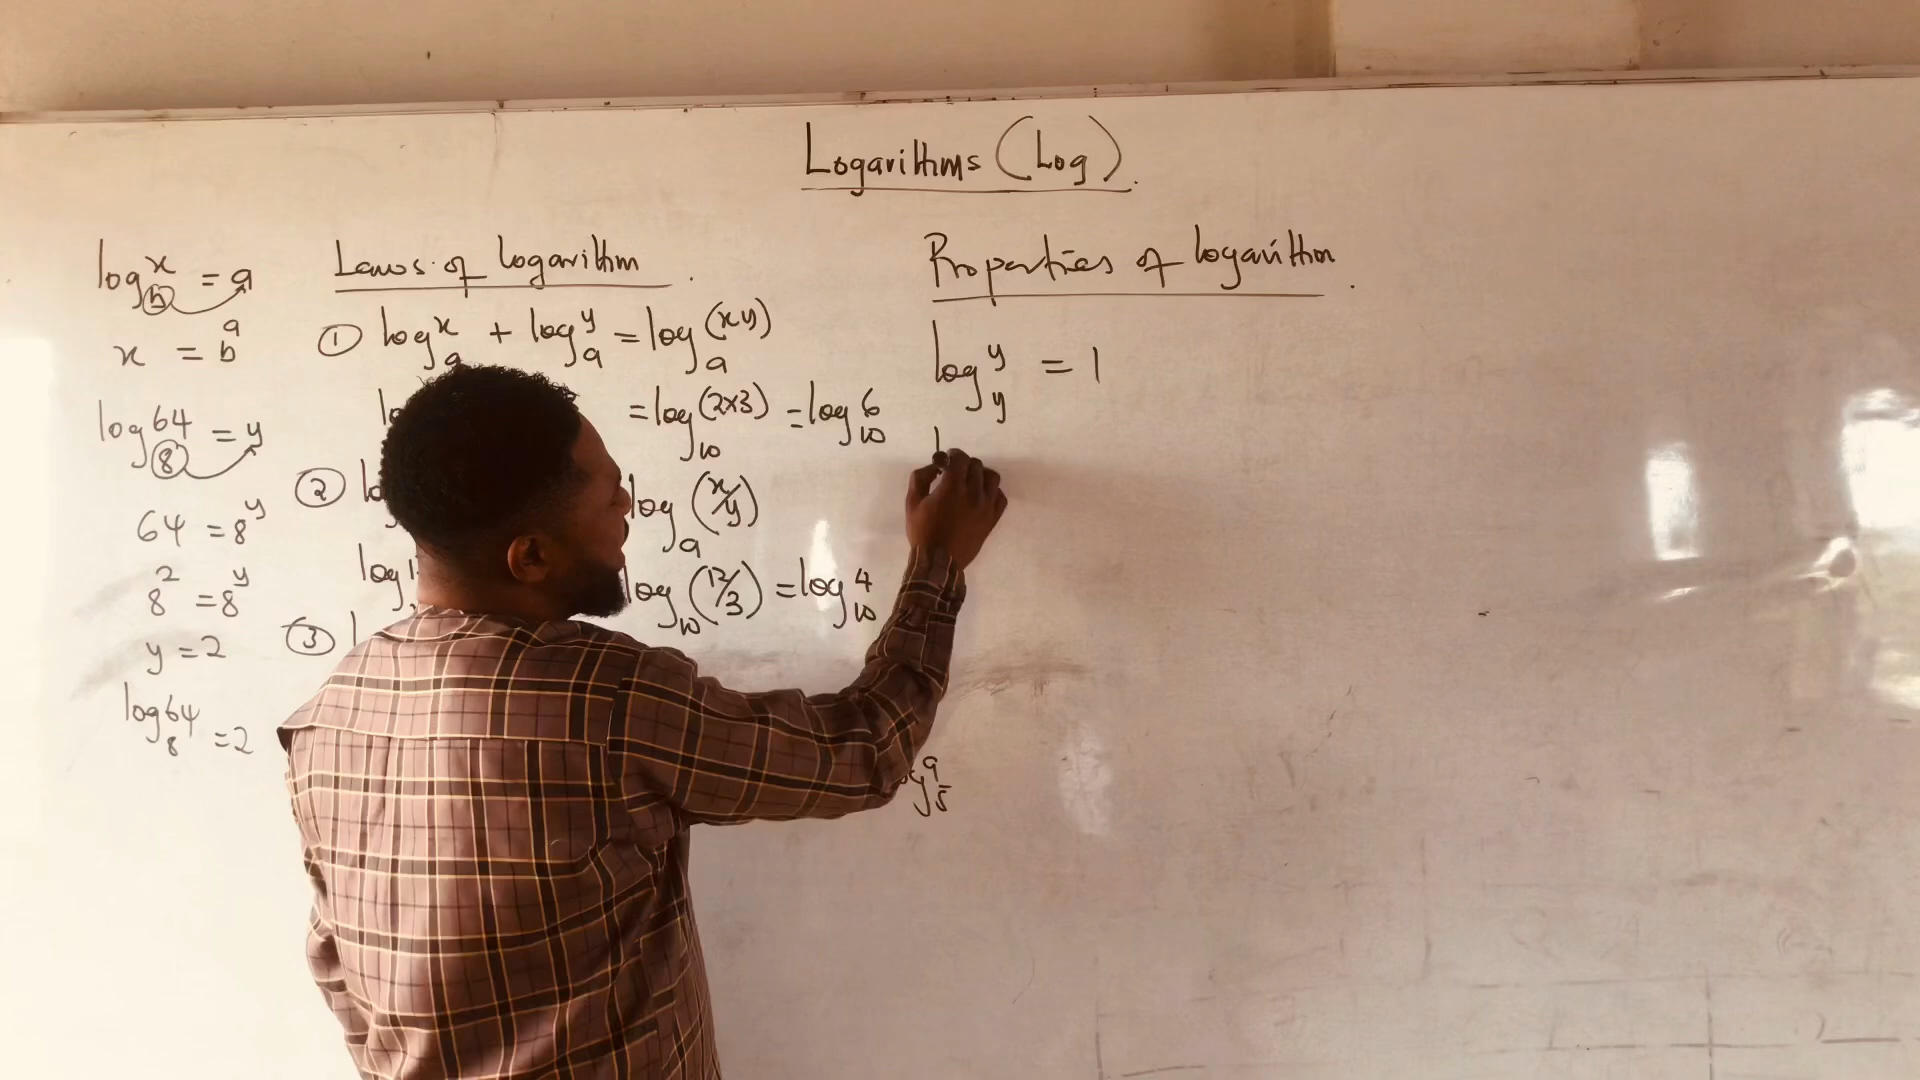 Logarithms (Log).
log_b^x = a
x = b^a
log_8^64 = y
64 = 8^y
8^2 = 8^y
y = 2
log_8^64 = 2
Laws of logarithm.
① log_a^x + log_a^y = log_a^(xy)
= log_10^(2x3) = log_10^6
② log_a(x/y)
log log_10(12/3) = log_10^4
③
9
5
Properties of logarithm.
log_y^y = 1